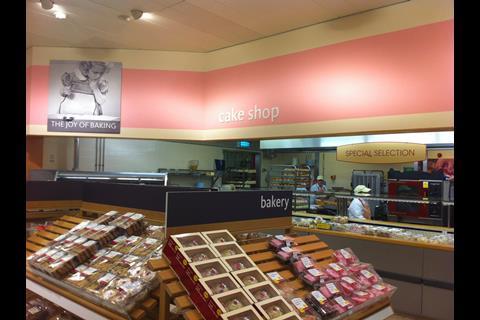 cake shop
THE JOY OF BAKING
SPECIAL SELECTION
bakery